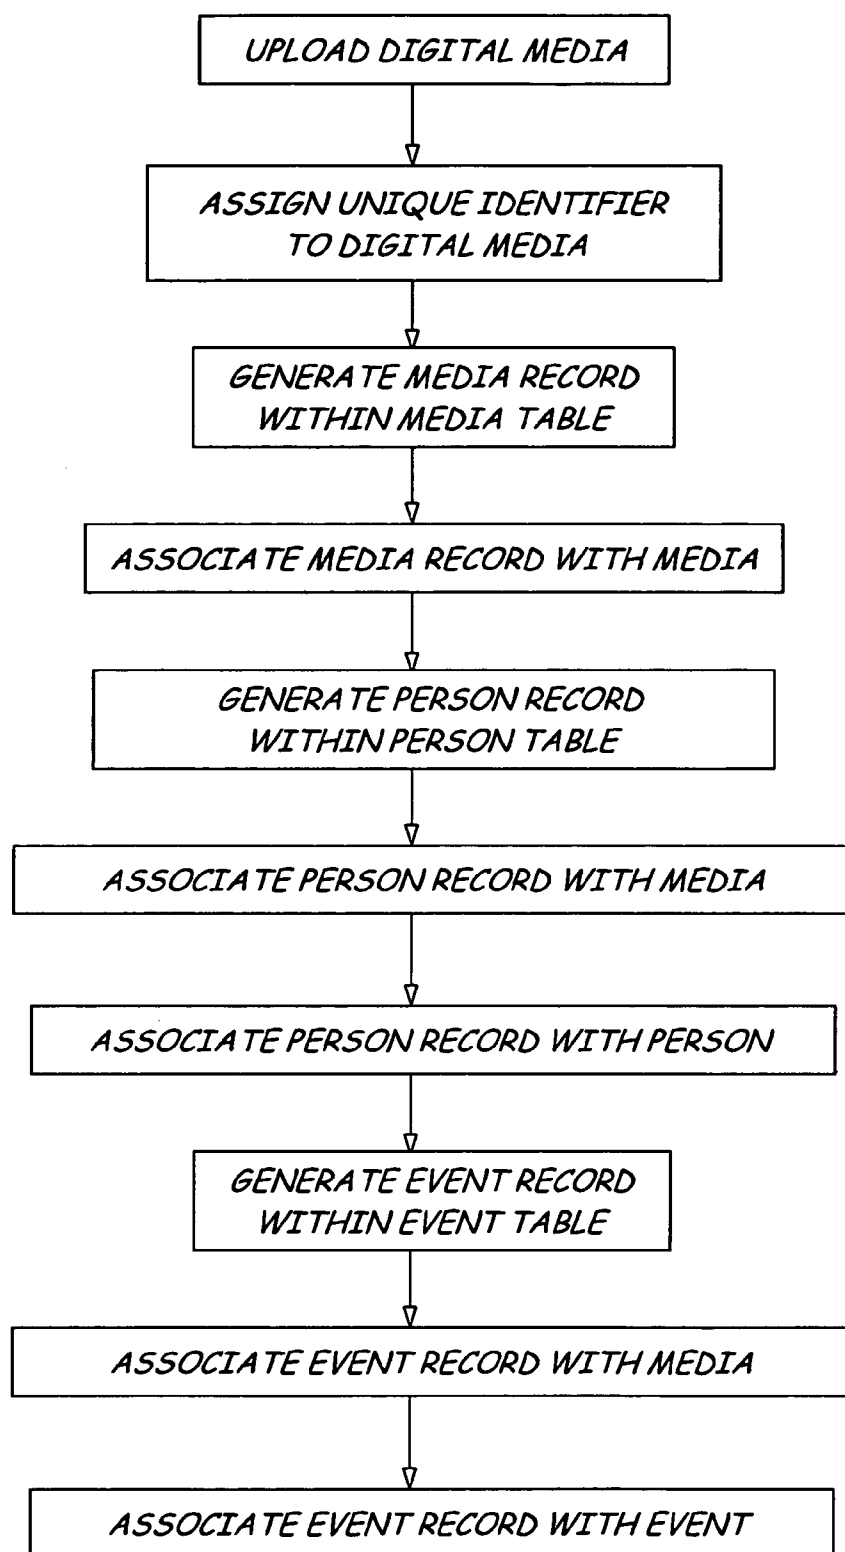 UPLOAD DIGITAL MEDIA
ASSIGN UNIQUE IDENTIFIER
TO DIGITAL MEDIA
GENERATE MEDIA RECORD
WITHIN MEDIA TABLE
ASSOCIATE MEDIA RECORD WITH MEDIA
GENERATE PERSON RECORD
WITHIN PERSON TABLE
ASSOCIATE PERSON RECORD WITH MEDIA
ASSOCIATE PERSON RECORD WITH PERSON
GENERATE EVENT RECORD
WITHIN EVENT TABLE
ASSOCIATE EVENT RECORD WITH MEDIA
ASSOCIATE EVENT RECORD WITH EVENT